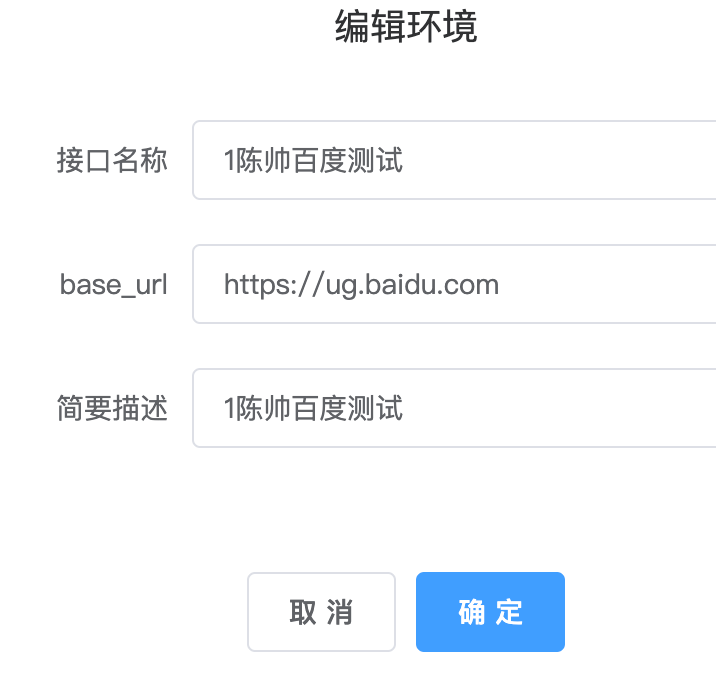 编辑环境
接口名称 1陈帅百度测试
base_url https://ug.baidu.com
简要描述 1陈帅百度测试
取消 确定